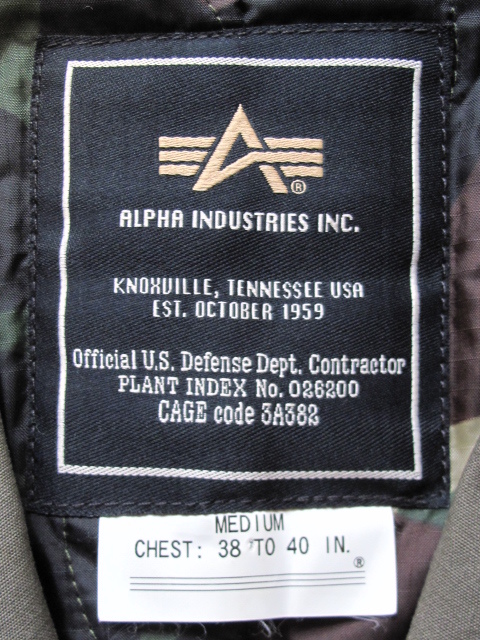 ®
ALPHA INDUSTRIES INC.
KNOXVILLE, TENNESSEE USA
EST. OCTOBER 1959
Official U.S. Defense Dept. Contractor
PLANT INDEX No. 026200
CAGE code 3A382
MEDIUM
CHEST: 38 TO 40 IN.
®